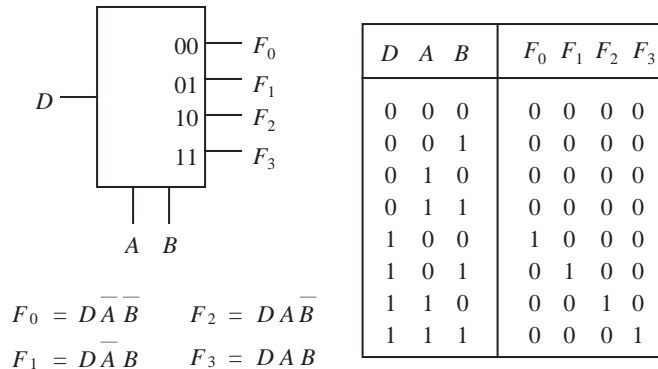 00 F₀
01 F₁
D
10 F₂
11 F₃
A B
F₀ = D A̅ B̅ F₂ = D A B̅
F₁ = D A̅ B F₃ = D A B
D A B F₀ F₁ F₂ F₃
0 0 0 0 0 0 0
0 0 1 0 0 0 0
0 1 0 0 0 0 0
0 1 1 0 0 0 0
1 0 0 1 0 0 0
1 0 1 0 1 0 0
1 1 0 0 0 1 0
1 1 1 0 0 0 1